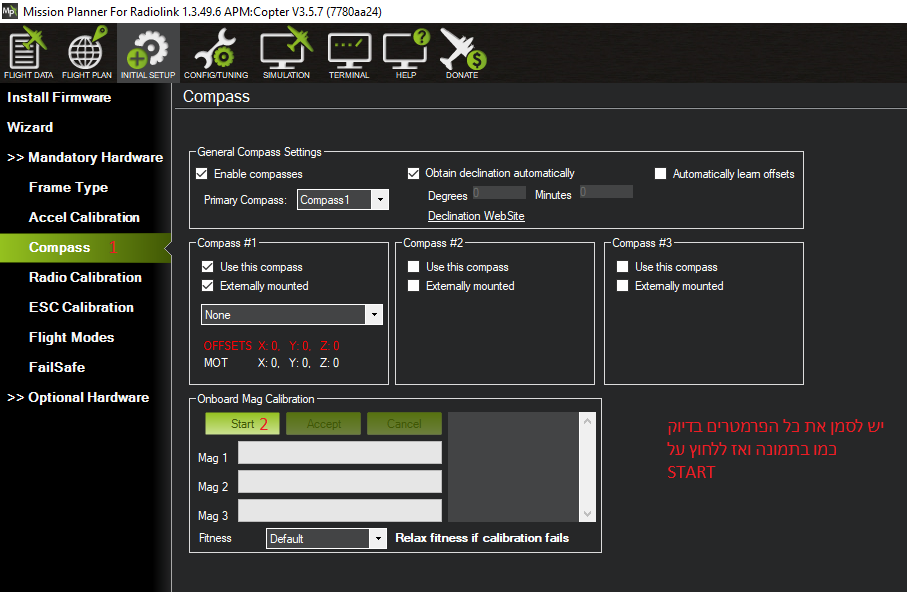 Mission Planner For Radiolink 1.3.49.6 APM:Copter V3.5.7 (7780aa24)
FLIGHT DATA FLIGHT PLAN INITIAL SETUP CONFIG/TUNING SIMULATION TERMINAL HELP DONATE
Install Firmware
Wizard
>> Mandatory Hardware
Frame Type
Accel Calibration
Compass 1
Radio Calibration
ESC Calibration
Flight Modes
FailSafe
>> Optional Hardware
Compass
General Compass Settings
Enable compasses
Obtain declination automatically
Automatically learn offsets
Primary Compass: Compass1
Degrees 0 Minutes 0
Declination WebSite
Compass #1
Use this compass
Externally mounted
None
OFFSETS X: 0, Y: 0, Z: 0
MOT X: 0, Y: 0, Z: 0
Compass #2
Use this compass
Externally mounted
Compass #3
Use this compass
Externally mounted
Onboard Mag Calibration
Start 2 Accept Cancel
Mag 1
Mag 2
Mag 3
Fitness Default Relax fitness if calibration fails
יש לסמן את כל הפרמטרים בדיוק
כמו בתמונה ואז ללחוץ על
START